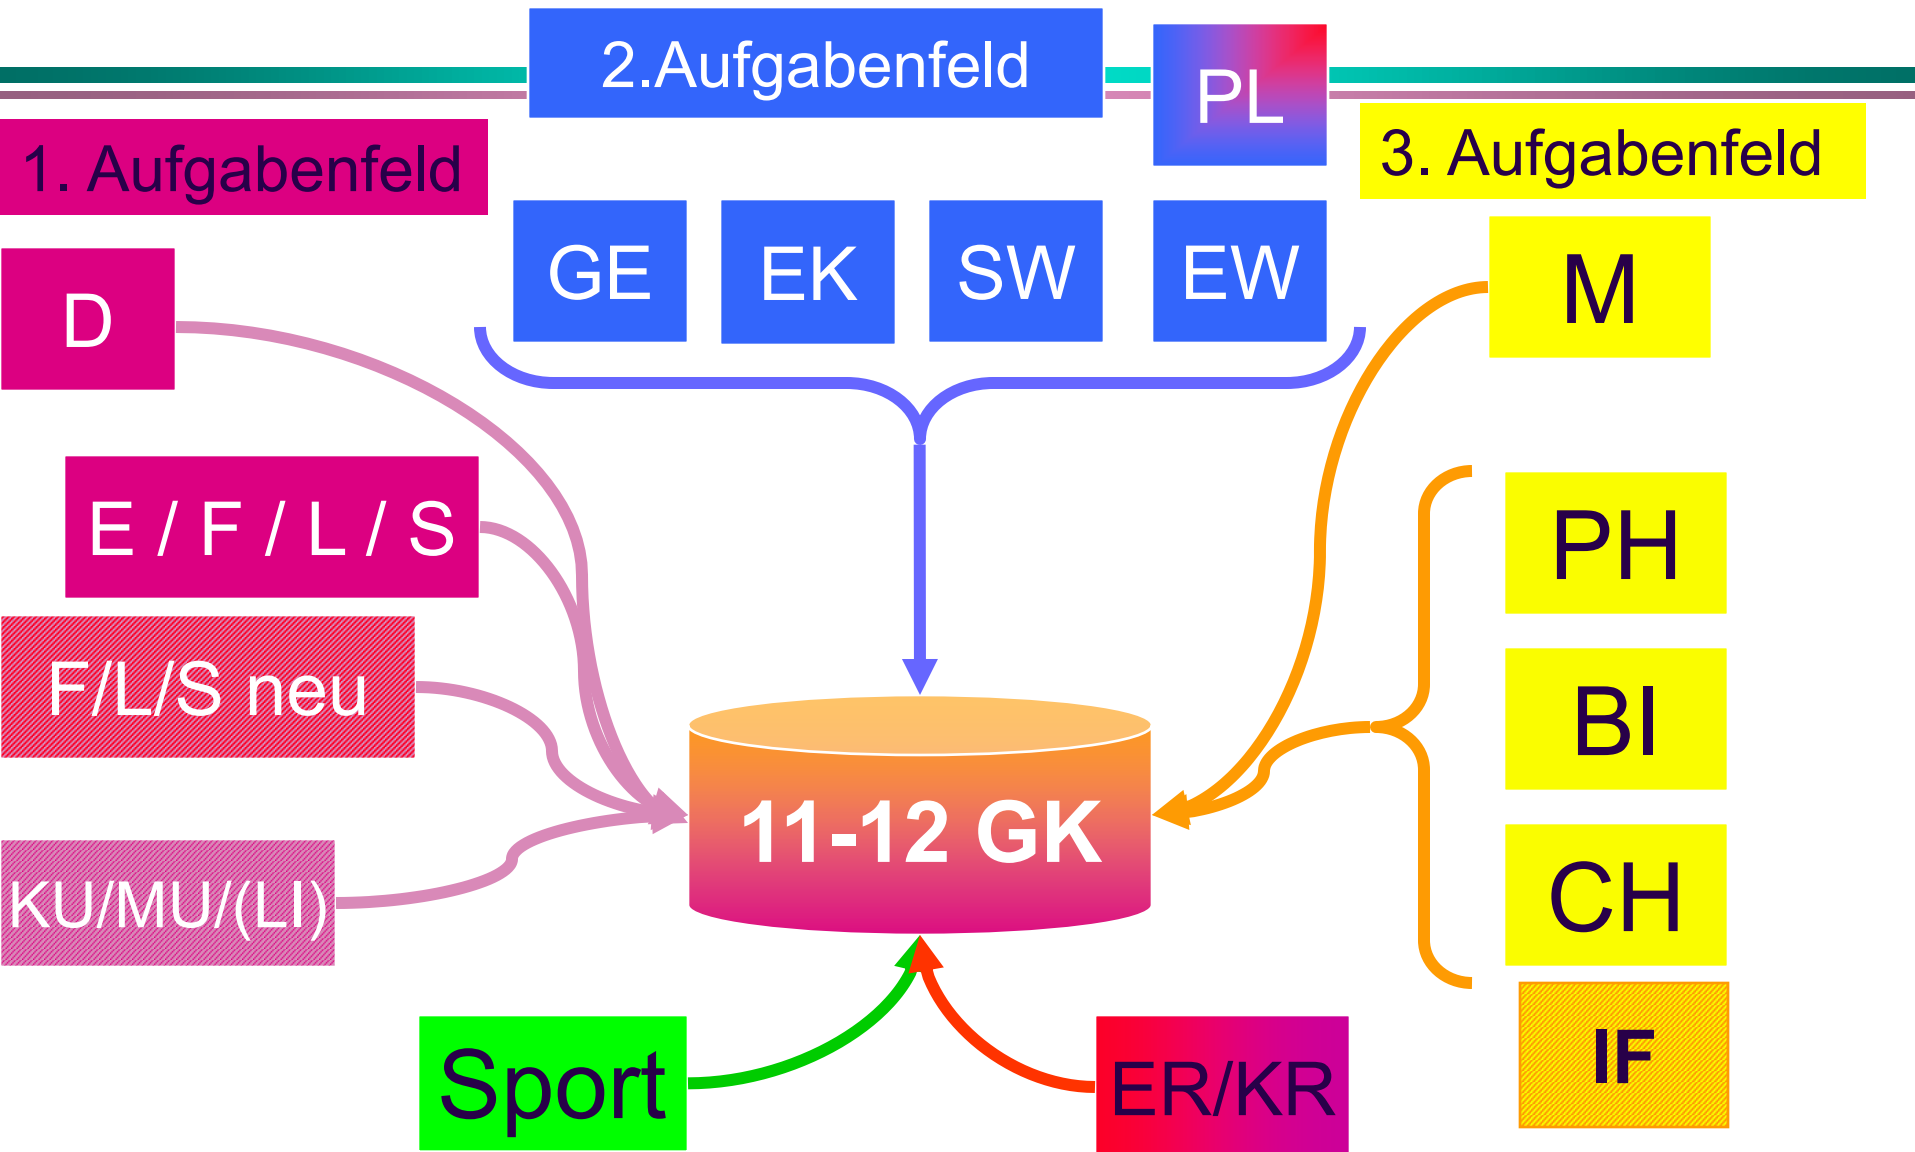 2.Aufgabenfeld
PL
1. Aufgabenfeld
3. Aufgabenfeld
GE
EK
SW
EW
M
D
E / F / L / S
PH
F/L/S neu
BI
11-12 GK
KU/MU/(LI)
CH
Sport
ER/KR
IF